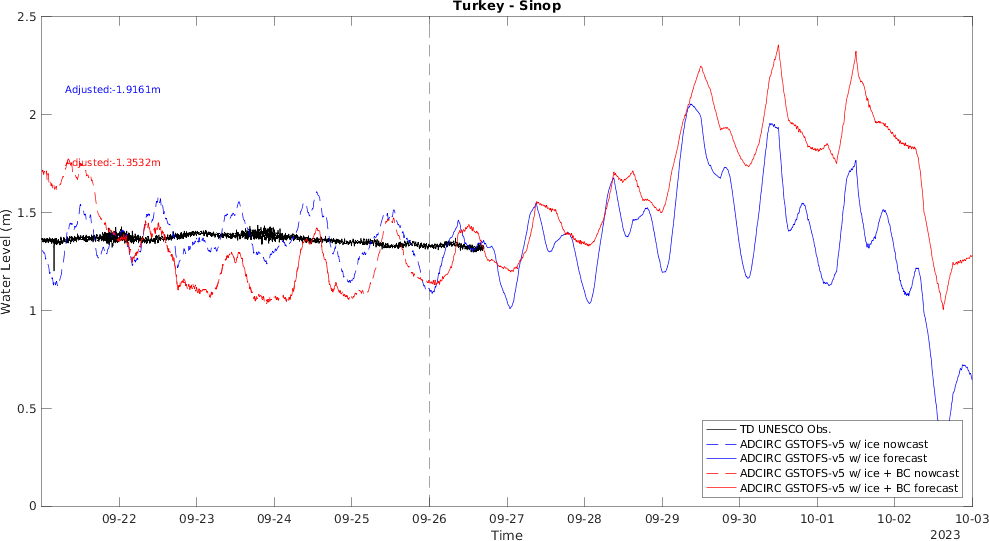 Turkey - Sinop
2.5
Adjusted:-1.9161m
2
Adjusted:-1.3532m
1.5
Water Level (m)
1
0.5
TD UNESCO Obs.
ADCIRC GSTOFS-v5 w/ ice nowcast
ADCIRC GSTOFS-v5 w/ ice forecast
ADCIRC GSTOFS-v5 w/ ice + BC nowcast
ADCIRC GSTOFS-v5 w/ ice + BC forecast
0
09-22 09-23 09-24 09-25 09-26 09-27 09-28 09-29 09-30 10-01 10-02 10-03
Time
2023